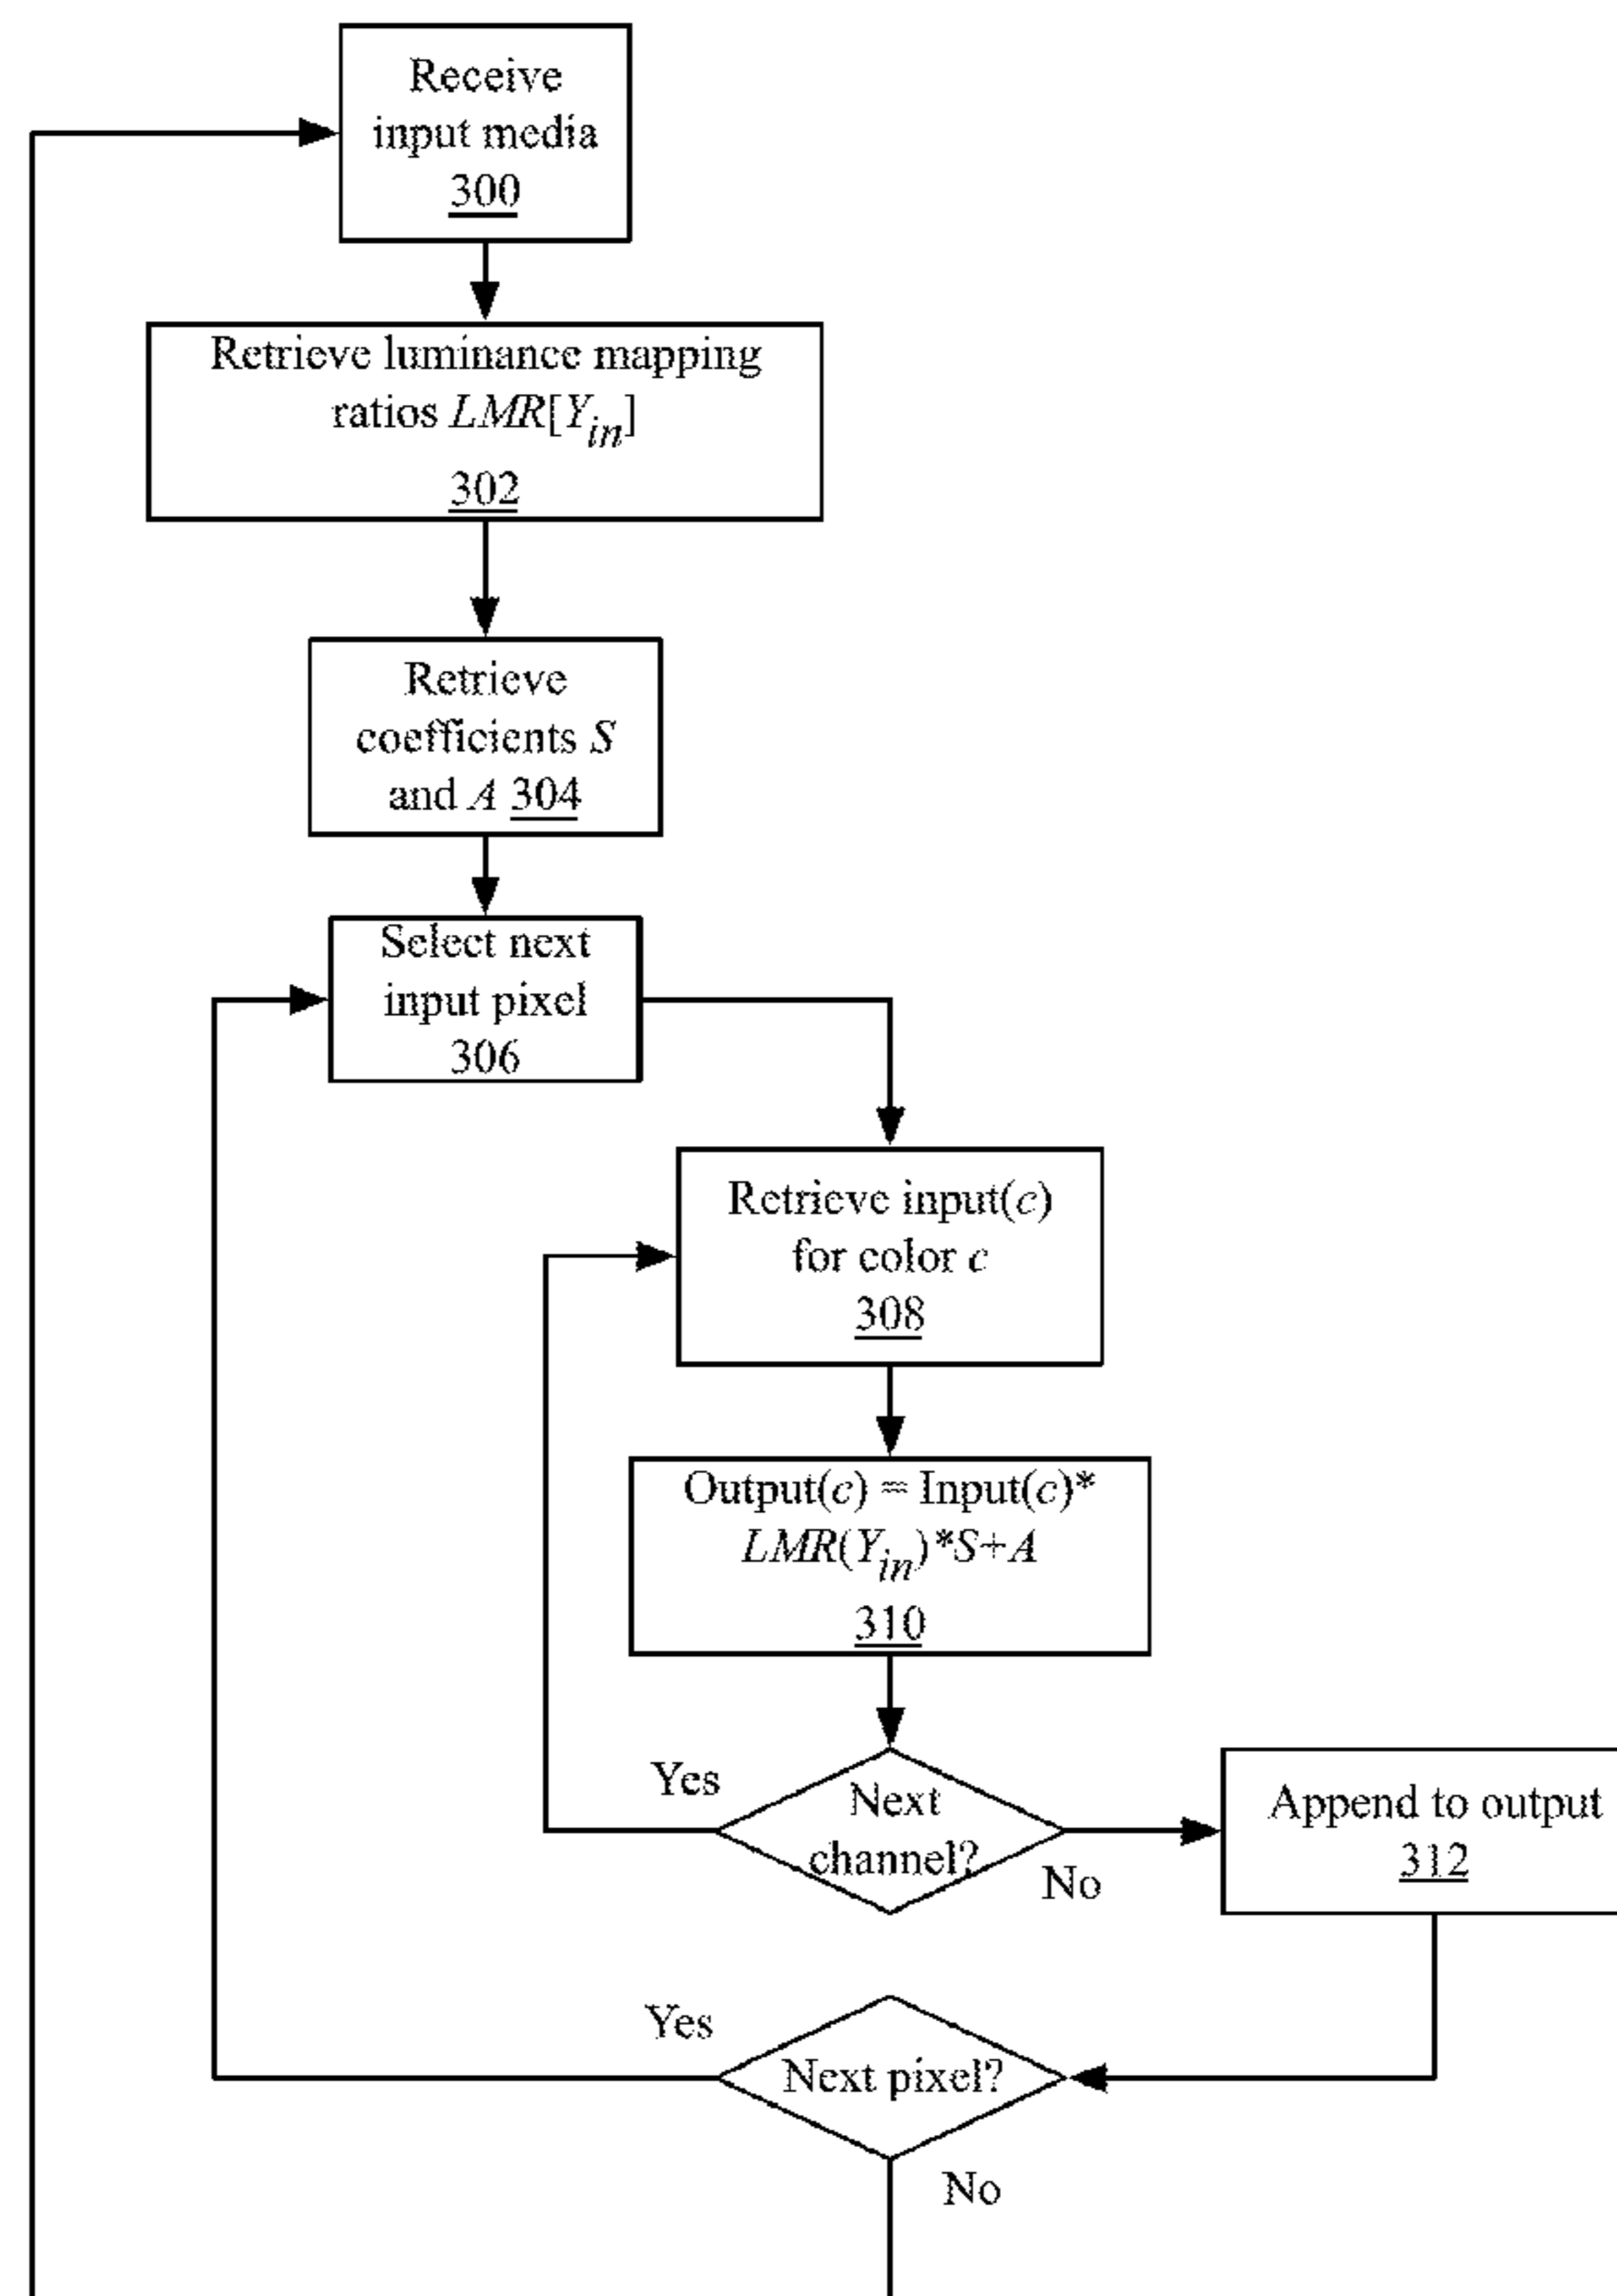 Receive
input media
300
Retrieve luminance mapping
ratios LMR[Y_in]
302
Retrieve
coefficients S
and A 304
Select next
input pixel
306
Retrieve input(c)
for color c
308
Output(c) = Input(c)*
LMR(Y_in)*S+A
310
Yes
Next
channel?
No
Append to output
312
Yes
Next pixel?
No